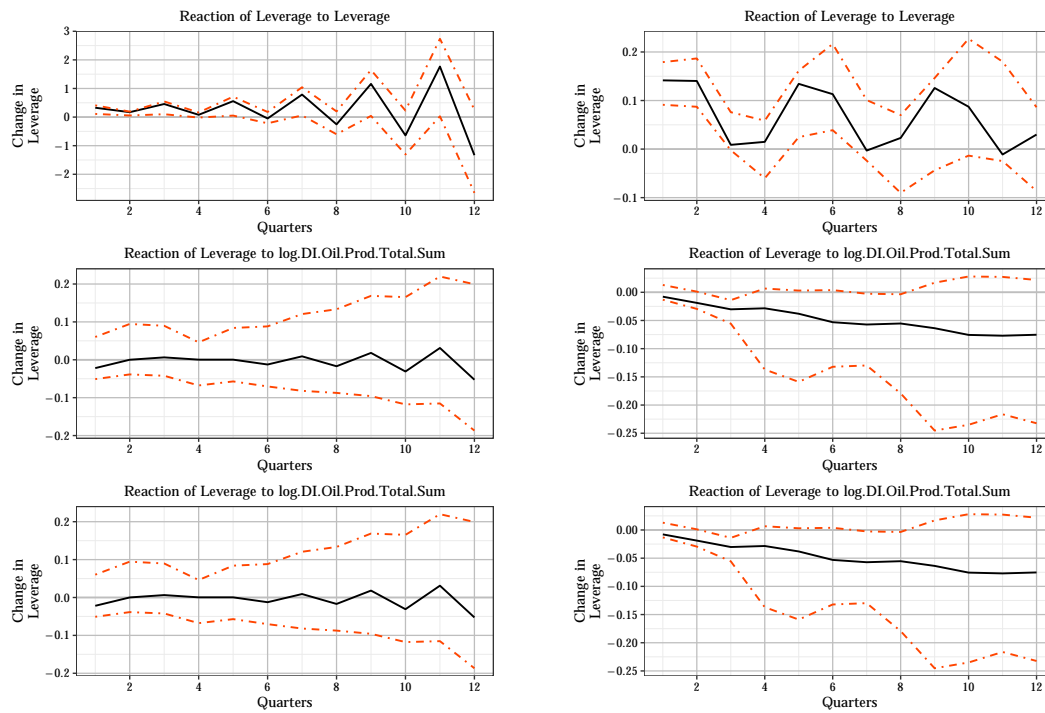 Reaction of Leverage to Leverage
Change in
Leverage
3
2
1
0
−1
−2
2
4
6
8
10
12
Quarters
Reaction of Leverage to Leverage
Change in
Leverage
0.2
0.1
0.0
−0.1
2
4
6
8
10
12
Quarters
Reaction of Leverage to log.DI.Oil.Prod.Total.Sum
Change in
Leverage
0.2
0.1
0.0
−0.1
−0.2
2
4
6
8
10
12
Quarters
Reaction of Leverage to log.DI.Oil.Prod.Total.Sum
Change in
Leverage
0.00
−0.05
−0.10
−0.15
−0.20
−0.25
2
4
6
8
10
12
Quarters
Reaction of Leverage to log.DI.Oil.Prod.Total.Sum
Change in
Leverage
0.2
0.1
0.0
−0.1
−0.2
2
4
6
8
10
12
Quarters
Reaction of Leverage to log.DI.Oil.Prod.Total.Sum
Change in
Leverage
0.00
−0.05
−0.10
−0.15
−0.20
−0.25
2
4
6
8
10
12
Quarters